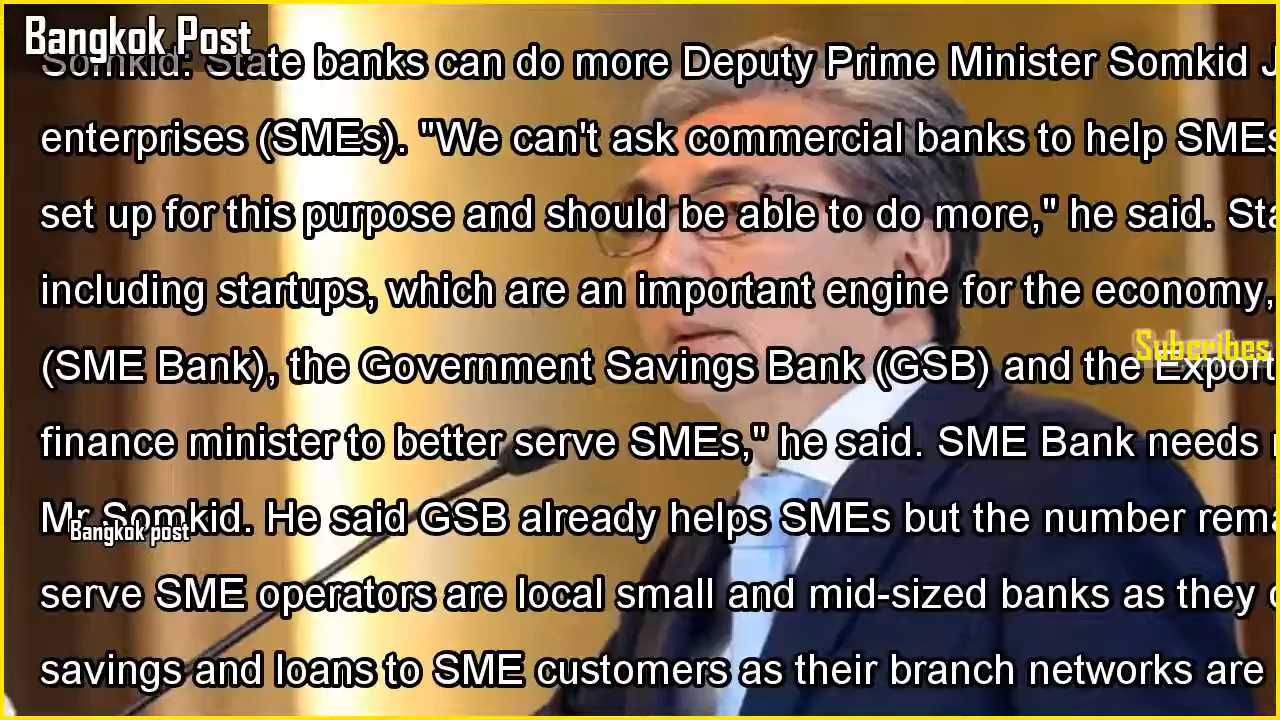 Bangkok Post
Somkid: State banks can do more Deputy Prime Minister Somkid J
enterprises (SMEs). "We can't ask commercial banks to help SMEs
set up for this purpose and should be able to do more," he said. Sta
including startups, which are an important engine for the economy,
Subcribes
(SME Bank), the Government Savings Bank (GSB) and the Export
finance minister to better serve SMEs," he said. SME Bank needs
Mr Somkid. He said GSB already helps SMEs but the number rema
Bangkok post
serve SME operators are local small and mid-sized banks as they
savings and loans to SME customers as their branch networks are